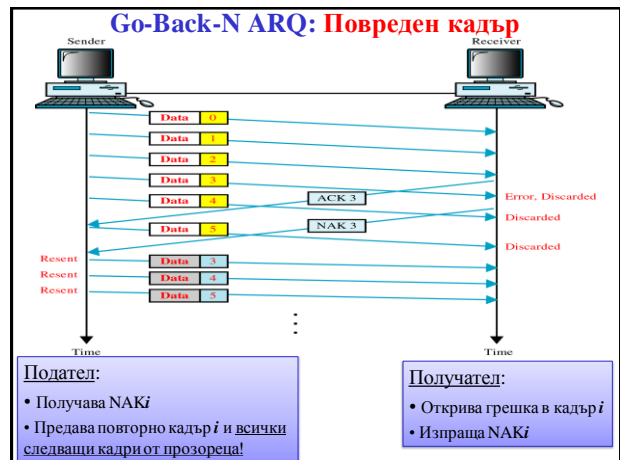 Go-Back-N ARQ: Повреден кадър
Sender
Receiver
Data 0
Data 1
Data 2
Data 3
ACK 3
Error, Discarded
Data 4
Discarded
NAK 3
Data 5
Discarded
Resent
Data 3
Resent
Data 4
Resent
Data 5
Time
Time
Подател:
• Получава NAKi
• Предава повторно кадър i и всички
следващи кадри от прозореца!
Получател:
• Открива грешка в кадър i
• Изпраща NAKi